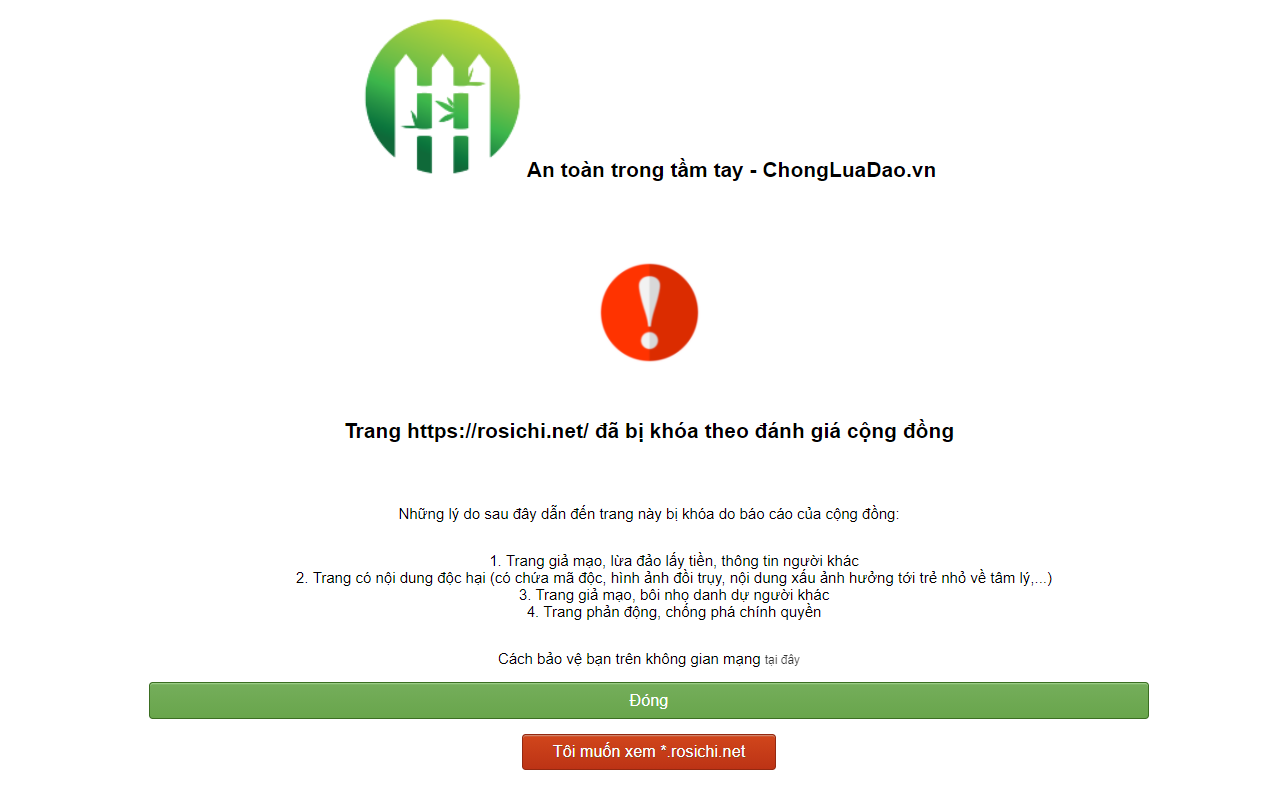 An toàn trong tầm tay - ChongLuaDao.vn
Trang https://rosichi.net/ đã bị khóa theo đánh giá cộng đồng
Những lý do sau đây dẫn đến trang này bị khóa do báo cáo của cộng đồng:
1. Trang giả mạo, lừa đảo lấy tiền, thông tin người khác
2. Trang có nội dung độc hại (có chứa mã độc, hình ảnh đồi trụy, nội dung xấu ảnh hưởng tới trẻ nhỏ về tâm lý,...)
3. Trang giả mạo, bôi nhọ danh dự người khác
4. Trang phản động, chống phá chính quyền
Cách bảo vệ bạn trên không gian mạng tại đây
Đóng
Tôi muốn xem *.rosichi.net